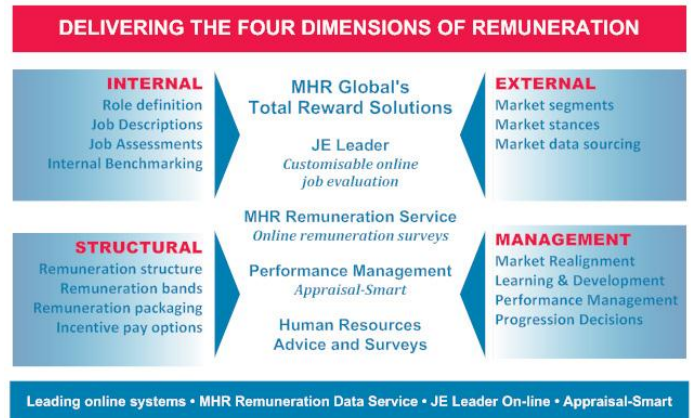 DELIVERING THE FOUR DIMENSIONS OF REMUNERATION
INTERNAL
Role definition
Job Descriptions
Job Assessments
Internal Benchmarking
STRUCTURAL
Remuneration structure
Remuneration bands
Remuneration packaging
Incentive pay options
MHR Global's
Total Reward Solutions
JE Leader
Customisable online
job evaluation
MHR Remuneration Service
Online remuneration surveys
Performance Management
Appraisal-Smart
Human Resources
Advice and Surveys
EXTERNAL
Market segments
Market stances
Market data sourcing
MANAGEMENT
Market Realignment
Learning & Development
Performance Management
Progression Decisions
Leading online systems • MHR Remuneration Data Service • JE Leader On-line • Appraisal-Smart